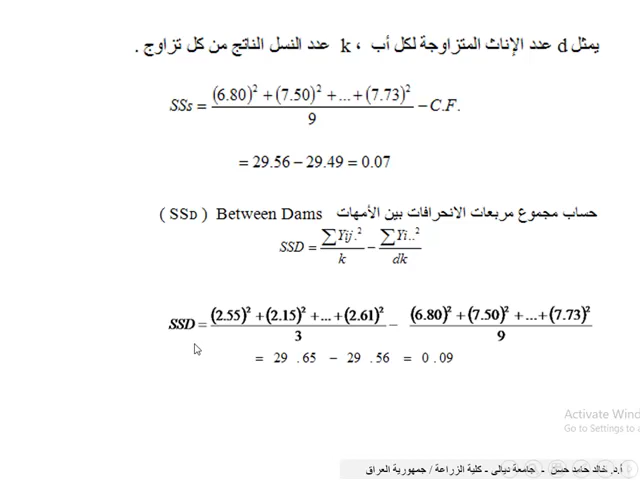 يمثل d عدد الإناث المتزاوجة لكل أب ، k عدد النسل الناتج من كل تزاوج .
SSs = ((6.80)² + (7.50)² + ... + (7.73)²) / 9 − C.F.
= 29.56 − 29.49 = 0.07
حساب مجموع مربعات الانحرافات بين الأمهات Between Dams ( SSD )
SSD = ∑Yij.² / k − ∑Yi..² / dk
SSD = ((2.55)² + (2.15)² + ... + (2.61)²) / 3 − ((6.80)² + (7.50)² + ... + (7.73)²) / 9
= 29 .65 − 29 .56 = 0 .09
Activate Wind
Go to Settings to a
أ.د. خالد حامد حسن - جامعة ديالى - كلية الزراعة / جمهورية العراق